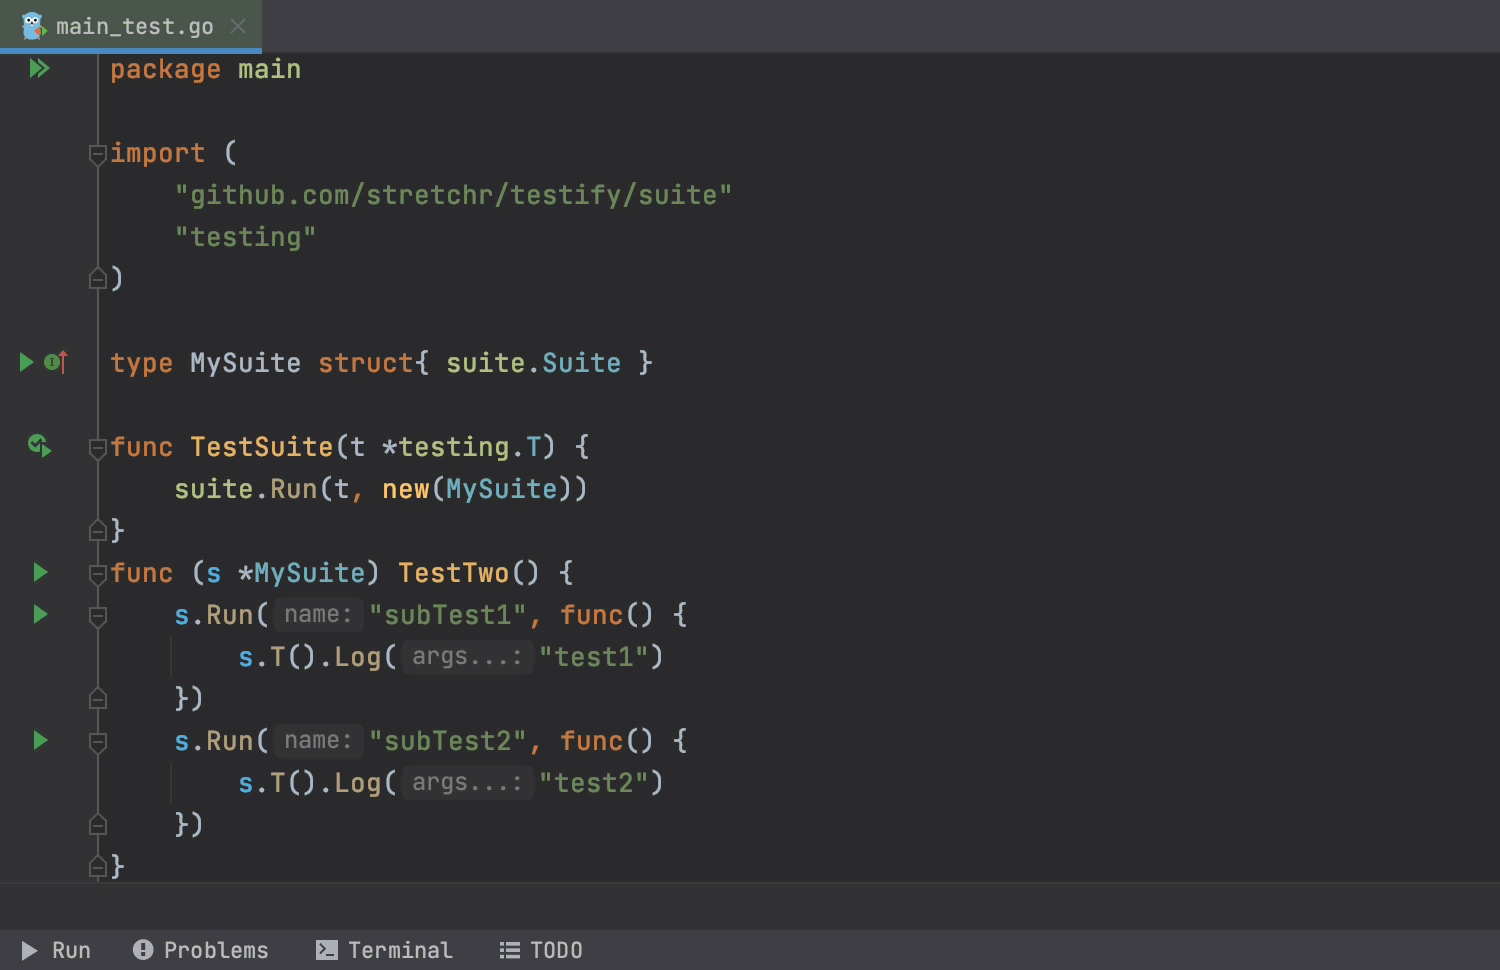 main_test.go
package main
import (
"github.com/stretchr/testify/suite"
"testing"
)
type MySuite struct{ suite.Suite }
func TestSuite(t *testing.T) {
suite.Run(t, new(MySuite))
}
func (s *MySuite) TestTwo() {
s.Run( name: "subTest1", func() {
s.T().Log( args...: "test1")
})
s.Run( name: "subTest2", func() {
s.T().Log( args...: "test2")
})
}
Run Problems Terminal TODO